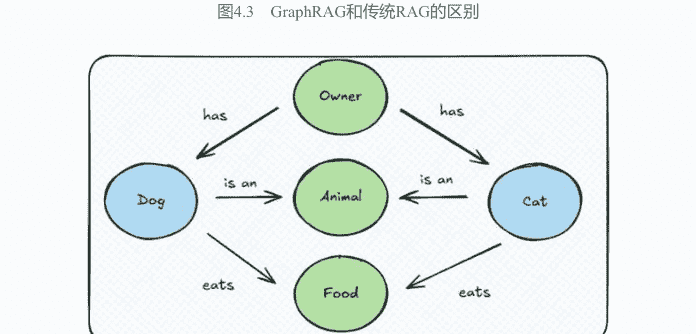 图4.3 GraphRAG和传统RAG的区别
Owner
has
has
Dog
is an
Animal
is an
Cat
eats
Food
eats